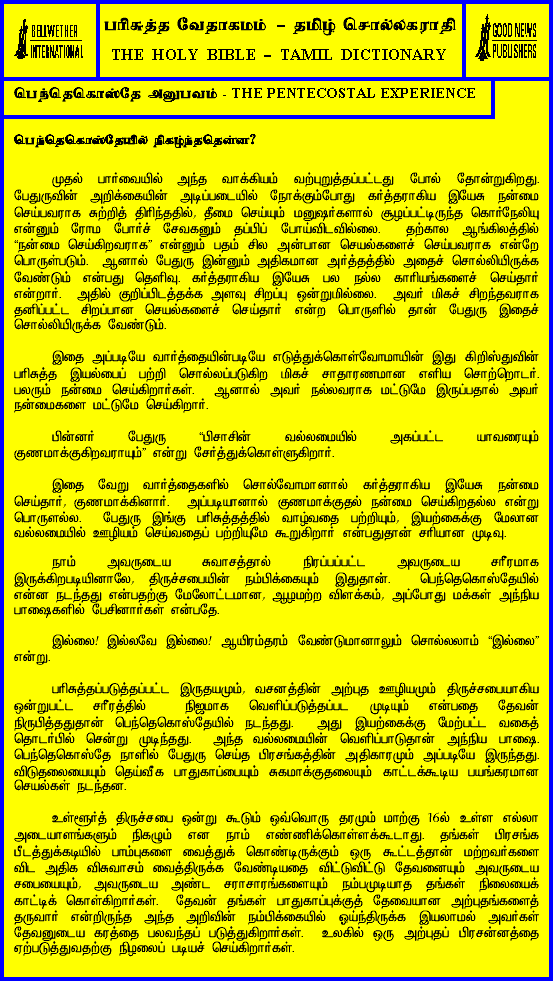 BELLWETHER
INTERNATIONAL
பரிசுத்த வேதாகமம் – தமிழ் சொல்லகராதி
THE HOLY BIBLE – TAMIL DICTIONARY
GOOD NEWS
PUBLISHERS
பெந்தெகொஸ்தே அனுபவம் - THE PENTECOSTAL EXPERIENCE
பெந்தெகொஸ்தேயில் நிகழ்ந்ததென்ன?
முதல் பார்வையில் அந்த வாக்கியம் வற்புறுத்தப்பட்டது போல் தோன்றுகிறது.
பேதுருவின் அறிக்கையின் அடிப்படையில் நோக்கும்போது கர்த்தராகிய இயேசு நன்மை
செய்பவராக சுற்றித் திரிந்ததில், தீமை செய்யும் மனுஷர்களால் சூழப்பட்டிருந்த கொர்நேலியு
என்னும் ரோம போர்ச் சேவகனும் தப்பிப் போய்விடவில்லை. தற்கால ஆங்கிலத்தில்
“நன்மை செய்கிறவராக” என்னும் பதம் சில அன்பான செயல்களைச் செய்பவராக என்றே
பொருள்படும். ஆனால் பேதுரு இன்னும் அதிகமான அர்த்தத்தில் அதைச் சொல்லியிருக்க
வேண்டும் என்பது தெளிவு. கர்த்தராகிய இயேசு பல நல்ல காரியங்களைச் செய்தார்
என்றார். அதில் குறிப்பிடத்தக்க அளவு சிறப்பு ஒன்றுமில்லை. அவர் மிகச் சிறந்தவராக
தனிப்பட்ட சிறப்பான செயல்களைச் செய்தார் என்ற பொருளில் தான் பேதுரு இதைச்
சொல்லியிருக்க வேண்டும்.
இதை அப்படியே வார்த்தையின்படியே எடுத்துக்கொள்வோமாயின் இது கிறிஸ்துவின்
பரிசுத்த இயல்பைப் பற்றி சொல்லப்படுகிற மிகச் சாதாரணமான எளிய சொற்றொடர்.
பலரும் நன்மை செய்கிறார்கள். ஆனால் அவர் நல்லவராக மட்டுமே இருப்பதால் அவர்
நன்மைகளை மட்டுமே செய்கிறார்.
பின்னர் பேதுரு “பிசாசின் வல்லமையில் அகப்பட்ட யாவரையும்
குணமாக்குகிறவராயும்” என்று சேர்த்துக்கொள்ளுகிறார்.
இதை வேறு வார்த்தைகளில் சொல்வோமானால் கர்த்தராகிய இயேசு நன்மை
செய்தார், குணமாக்கினார். அப்படியானால் குணமாக்குதல் நன்மை செய்கிறதல்ல என்று
பொருளல்ல. பேதுரு இங்கு பரிசுத்தத்தில் வாழ்வதை பற்றியும், இயற்கைக்கு மேலான
வல்லமையில் ஊழியம் செய்வதைப் பற்றியுமே கூறுகிறார் என்பதுதான் சரியான முடிவு.
நாம் அவருடைய சுவாசத்தால் நிரப்பப்பட்ட அவருடைய சரீரமாக
இருக்கிறபடியினாலே, திருச்சபையின் நம்பிக்கையும் இதுதான். பெந்தெகொஸ்தேயில்
என்ன நடந்தது என்பதற்கு மேலோட்டமான, ஆழமற்ற விளக்கம், அப்போது மக்கள் அந்நிய
பாஷைகளில் பேசினார்கள் என்பதே.
இல்லை! இல்லவே இல்லை! ஆயிரம்தரம் வேண்டுமானாலும் சொல்லலாம் “இல்லை”
என்று.
பரிசுத்தப்படுத்தப்பட்ட இருதயமும், வசனத்தின் அற்புத ஊழியமும் திருச்சபையாகிய
ஒன்றுபட்ட சரீரத்தில் நிஜமாக வெளிப்படுத்தப்பட முடியும் என்பதை தேவன்
நிருபித்ததுதான் பெந்தெகொஸ்தேயில் நடந்தது. அது இயற்கைக்கு மேற்பட்ட வகைத்
தொடர்பில் சென்று முடிந்தது. அந்த வல்லமையின் வெளிப்பாடுதான் அந்நிய பாஷை.
பெந்தெகொஸ்தே நாளில் பேதுரு செய்த பிரசங்கத்தின் அதிகாரமும் அப்படியே இருந்தது.
விடுதலையையும் தெய்வீக பாதுகாப்பையும் சுகமாக்குதலையும் காட்டக்கூடிய பயங்கரமான
செயல்கள் நடந்தன.
உள்ளூர்த் திருச்சபை ஒன்று கூடும் ஒவ்வொரு தரமும் மாற்கு 16ல் உள்ள எல்லா
அடையாளங்களும் நிகழும் என நாம் எண்ணிக்கொள்ளக்கூடாது. தங்கள் பிரசங்க
பீடத்துக்கடியில் பாம்புகளை வைத்துக் கொண்டிருக்கும் ஒரு கூட்டத்தான் மற்றவர்களை
விட அதிக விசுவாசம் வைத்திருக்க வேண்டியதை விட்டுவிட்டு தேவனையும் அவருடைய
சபையையும், அவருடைய அண்ட சராசாரங்களையும் நம்பமுடியாத தங்கள் நிலையைக்
காட்டிக் கொள்கிறார்கள். தேவன் தங்கள் பாதுகாப்புக்குத் தேவையான அற்புதங்களைத்
தருவார் என்றிருந்த அந்த அறிவின் நம்பிக்கையில் ஓய்ந்திருக்க இயலாமல் அவர்கள்
தேவனுடைய கரத்தை பலவந்தப் படுத்துகிறார்கள். உலகில் ஒரு அற்புதப் பிரசன்னத்தை
ஏற்படுத்துவதற்கு நிழலைப் படியச் செய்கிறார்கள்.